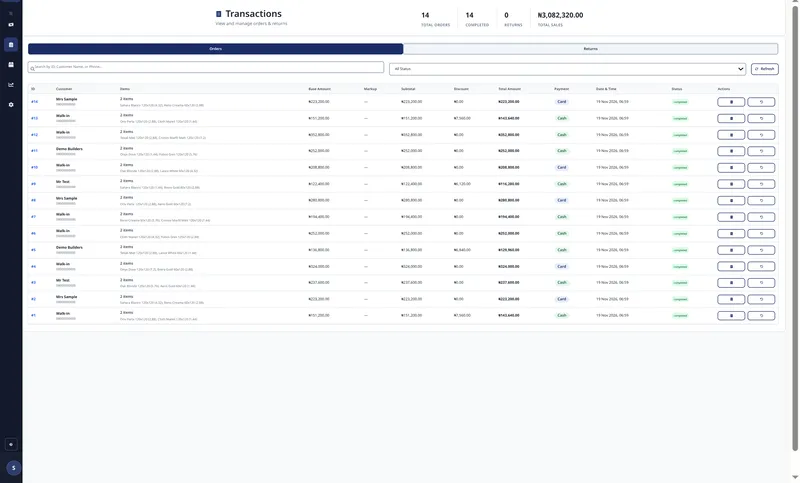 Transactions
View and manage orders & returns
14
TOTAL ORDERS
14
COMPLETED
0
RETURNS
₦3,082,320.00
TOTAL SALES
Orders
Returns
Search by ID, Customer Name, or Phone...
All Status
Refresh
ID Customer Items Base Amount Markup Subtotal Discount Total Amount Payment Date & Time Status Actions
#14 Mrs Sample 2 items ₦223,200.00 — ₦223,200.00 ₦0.00 ₦223,200.00 Card 19 Nov 2026, 06:59 completed
#13 Walk-in 2 items ₦151,200.00 — ₦151,200.00 ₦7,560.00 ₦143,640.00 Cash 19 Nov 2026, 06:59 completed
#12 Walk-in 2 items ₦352,800.00 — ₦352,800.00 ₦0.00 ₦352,800.00 Cash 19 Nov 2026, 06:59 completed
#11 Demo Builders 2 items ₦252,000.00 — ₦252,000.00 ₦0.00 ₦252,000.00 Cash 19 Nov 2026, 06:59 completed
#10 Walk-in 2 items ₦208,800.00 — ₦208,800.00 ₦0.00 ₦208,800.00 Card 19 Nov 2026, 06:59 completed
#9 Mr Test 2 items ₦122,400.00 — ₦122,400.00 ₦6,120.00 ₦116,280.00 Cash 19 Nov 2026, 06:59 completed
#8 Mrs Sample 2 items ₦280,800.00 — ₦280,800.00 ₦0.00 ₦280,800.00 Card 19 Nov 2026, 06:59 completed
#7 Walk-in 2 items ₦194,400.00 — ₦194,400.00 ₦0.00 ₦194,400.00 Cash 19 Nov 2026, 06:59 completed
#6 Walk-in 2 items ₦252,000.00 — ₦252,000.00 ₦0.00 ₦252,000.00 Cash 19 Nov 2026, 06:59 completed
#5 Demo Builders 2 items ₦136,800.00 — ₦136,800.00 ₦6,840.00 ₦129,960.00 Cash 19 Nov 2026, 06:59 completed
#4 Walk-in 2 items ₦324,000.00 — ₦324,000.00 ₦0.00 ₦324,000.00 Card 19 Nov 2026, 06:59 completed
#3 Mr Test 2 items ₦237,600.00 — ₦237,600.00 ₦0.00 ₦237,600.00 Cash 19 Nov 2026, 06:59 completed
#2 Mrs Sample 2 items ₦223,200.00 — ₦223,200.00 ₦0.00 ₦223,200.00 Card 19 Nov 2026, 06:59 completed
#1 Walk-in 2 items ₦151,200.00 — ₦151,200.00 ₦7,560.00 ₦143,640.00 Cash 19 Nov 2026, 06:59 completed
S